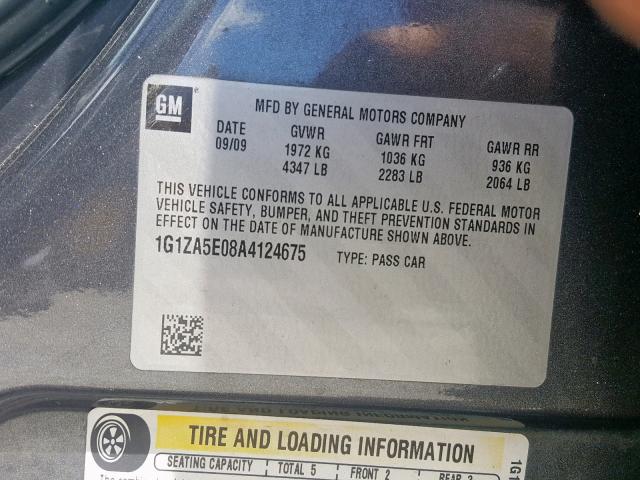 GM
MFD BY GENERAL MOTORS COMPANY
DATE GVWR GAWR FRT GAWR RR
09/09 1972 KG 1036 KG 936 KG
4347 LB 2283 LB 2064 LB
THIS VEHICLE CONFORMS TO ALL APPLICABLE U.S. FEDERAL MOTOR
VEHICLE SAFETY, BUMPER, AND THEFT PREVENTION STANDARDS IN
EFFECT ON THE DATE OF MANUFACTURE SHOWN ABOVE.
1G1ZA5E08A4124675 TYPE: PASS CAR
TIRE AND LOADING INFORMATION
SEATING CAPACITY TOTAL 5 FRONT 2 REAR 3